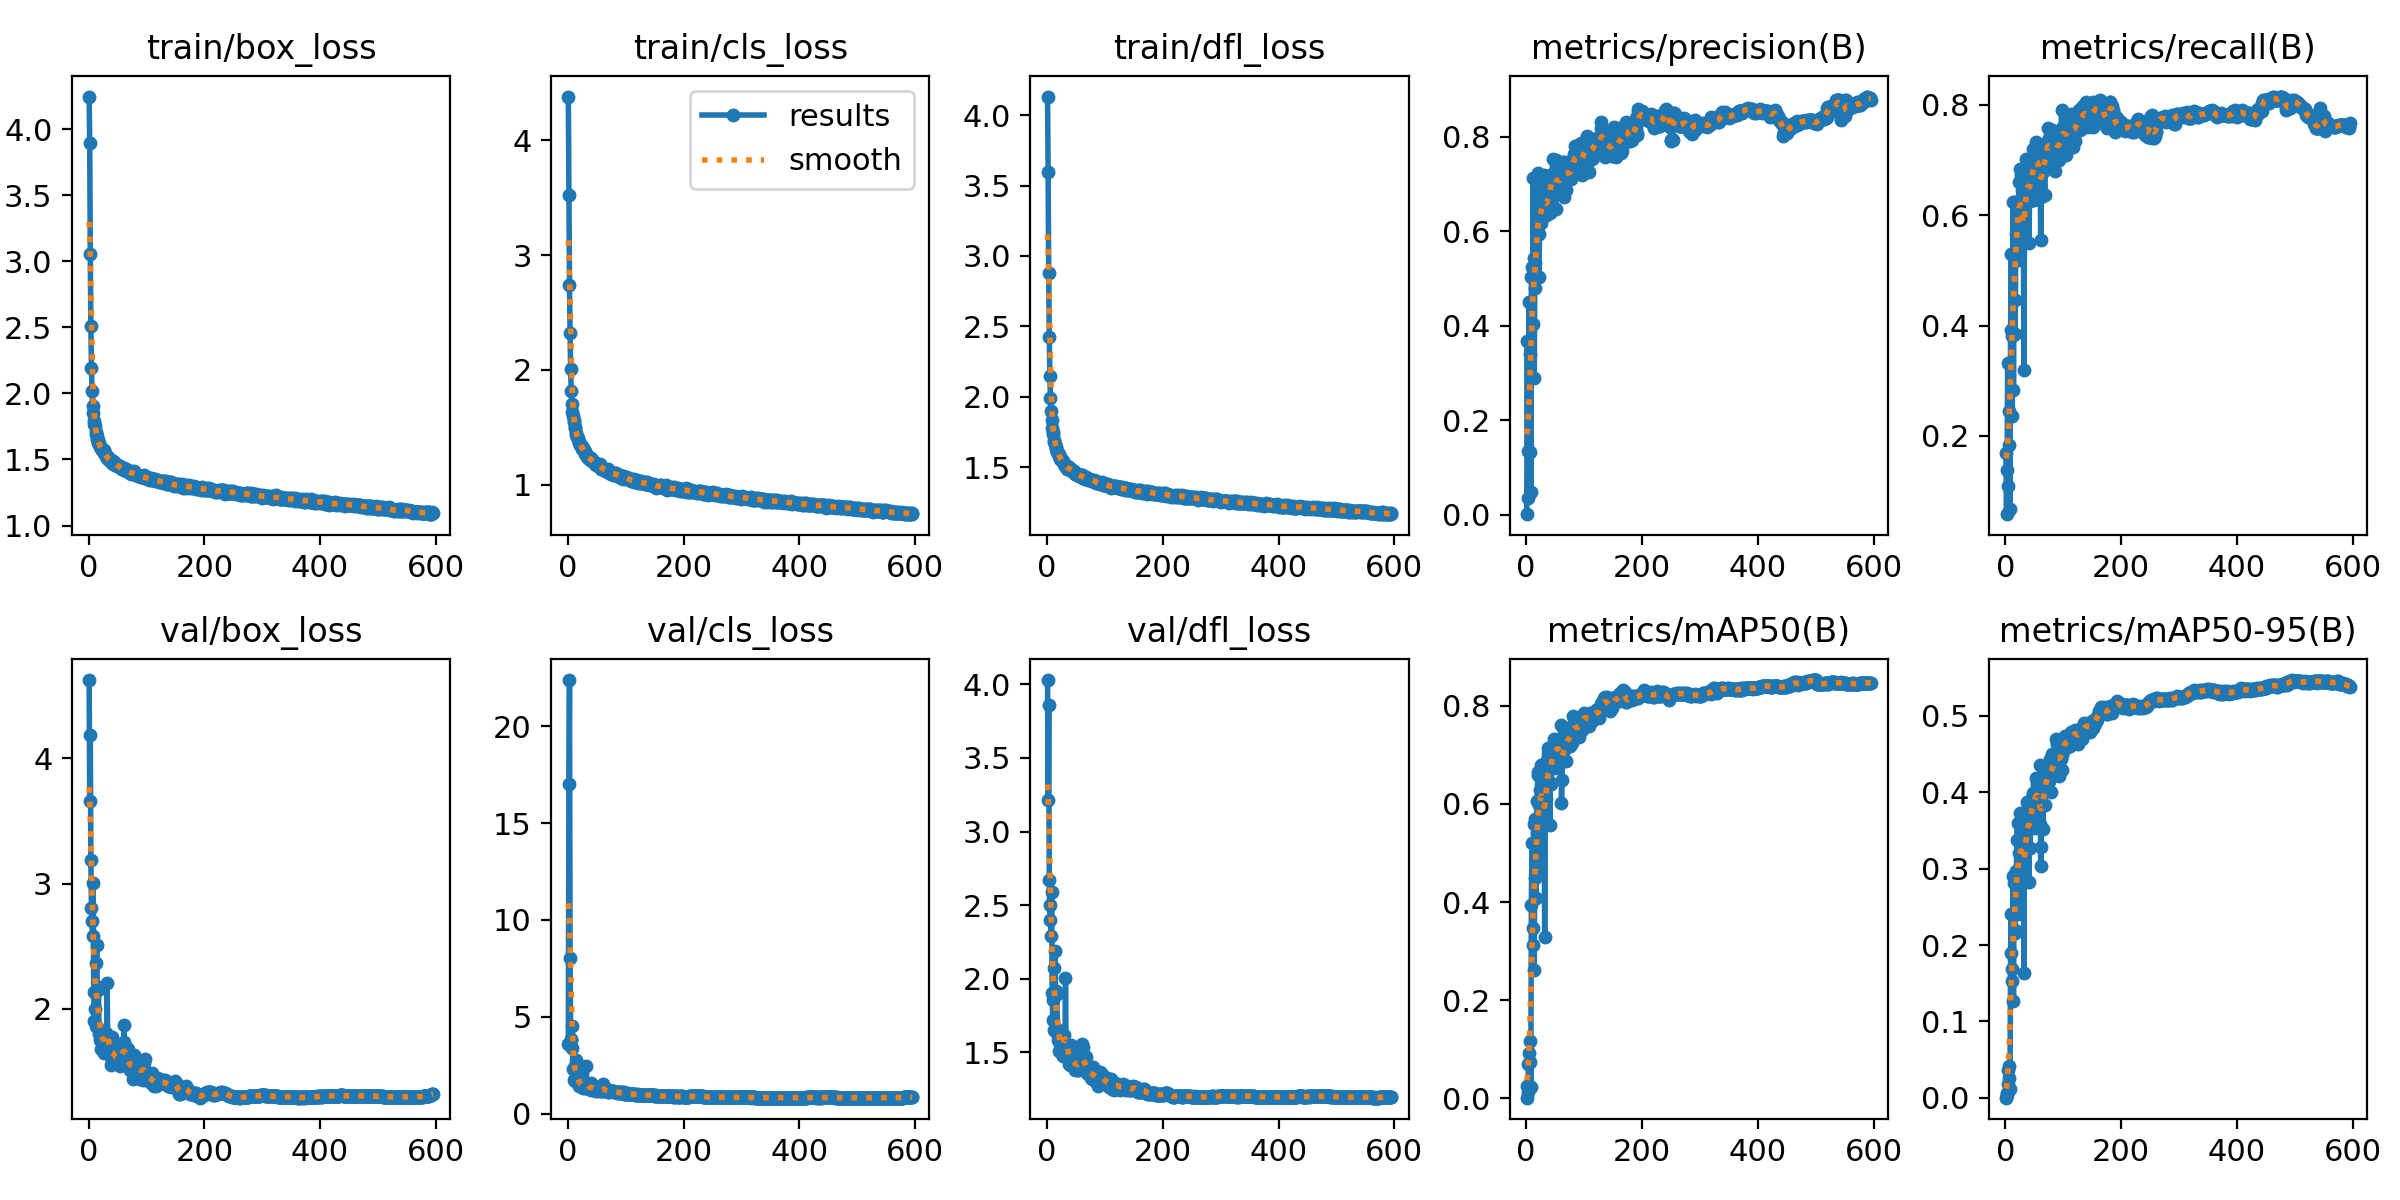 train/box_loss
4.0
3.5
3.0
2.5
2.0
1.5
1.0
0 200 400 600
train/cls_loss
results
smooth
4
3
2
1
0 200 400 600
train/dfl_loss
4.0
3.5
3.0
2.5
2.0
1.5
0 200 400 600
metrics/precision(B)
0.8
0.6
0.4
0.2
0.0
0 200 400 600
metrics/recall(B)
0.8
0.6
0.4
0.2
0 200 400 600
val/box_loss
4
3
2
0 200 400 600
val/cls_loss
20
15
10
5
0
0 200 400 600
val/dfl_loss
4.0
3.5
3.0
2.5
2.0
1.5
0 200 400 600
metrics/mAP50(B)
0.8
0.6
0.4
0.2
0.0
0 200 400 600
metrics/mAP50-95(B)
0.5
0.4
0.3
0.2
0.1
0.0
0 200 400 600